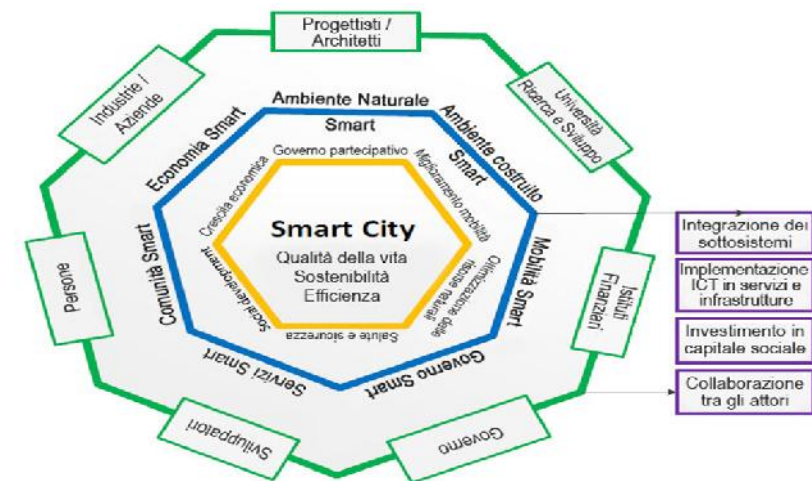 Progettisti /
Architetti
Università
Ricerca e Sviluppo
Istituti
Finanziari
Governo
Sviluppatori
Persone
Industrie /
Aziende
Ambiente Naturale
Smart
Ambiente costruito
Smart
Mobilità Smart
Governo Smart
Servizi Smart
Comunità Smart
Economia Smart
Governo partecipativo
Miglioramento mobilità
Ottimizzazione delle
risorse naturali
Salute e sicurezza
social development
Crescita economica
Smart City
Qualità della vita
Sostenibilità
Efficienza
Integrazione dei
sottosistemi
Implementazione
ICT in servizi e
infrastrutture
Investimento in
capitale sociale
Collaborazione
tra gli attori